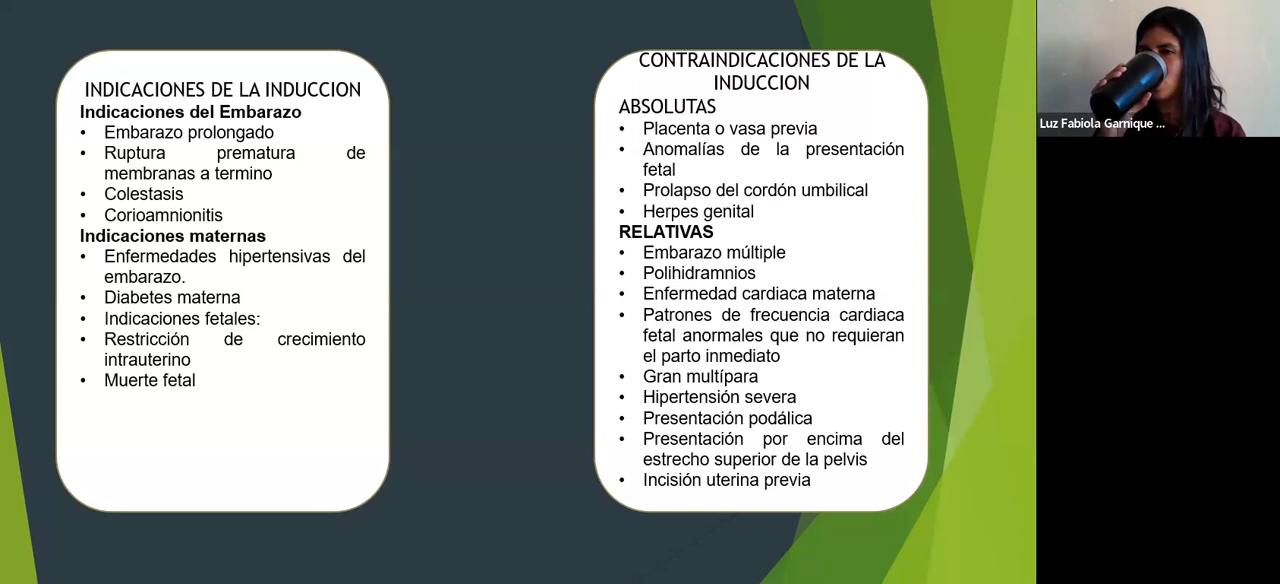 INDICACIONES DE LA INDUCCION
Indicaciones del Embarazo
• Embarazo prolongado
• Ruptura prematura de
membranas a termino
• Colestasis
• Corioamnionitis
Indicaciones maternas
• Enfermedades hipertensivas del
embarazo.
• Diabetes materna
• Indicaciones fetales:
• Restricción de crecimiento
intrauterino
• Muerte fetal
CONTRAINDICACIONES DE LA
INDUCCION
ABSOLUTAS
• Placenta o vasa previa
• Anomalías de la presentación
fetal
• Prolapso del cordón umbilical
• Herpes genital
RELATIVAS
• Embarazo múltiple
• Polihidramnios
• Enfermedad cardiaca materna
• Patrones de frecuencia cardiaca
fetal anormales que no requieran
el parto inmediato
• Gran multípara
• Hipertensión severa
• Presentación podálica
• Presentación por encima del
estrecho superior de la pelvis
• Incisión uterina previa
Luz Fabiola Garnique ...